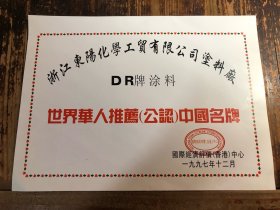 浙江東陽化學工貿有限公司塗料廠
DR牌涂料
世界華人推薦(公認)中國名牌
國際經濟評價(香港)中心
一九九七年十二月